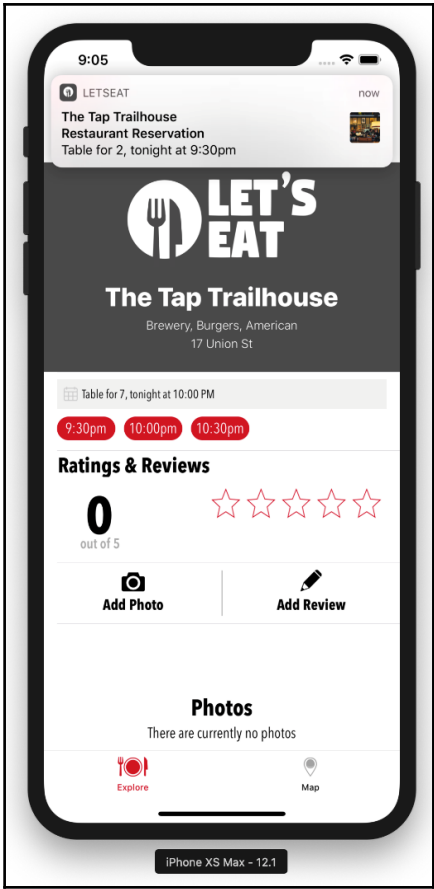 9:05
LETSEAT now
The Tap Trailhouse
Restaurant Reservation
Table for 2, tonight at 9:30pm
LET'S
EAT
The Tap Trailhouse
Brewery, Burgers, American
17 Union St
Table for 7, tonight at 10:00 PM
9:30pm 10:00pm 10:30pm
Ratings & Reviews
0
out of 5
Add Photo Add Review
Photos
There are currently no photos
Explore Map
iPhone XS Max – 12.1